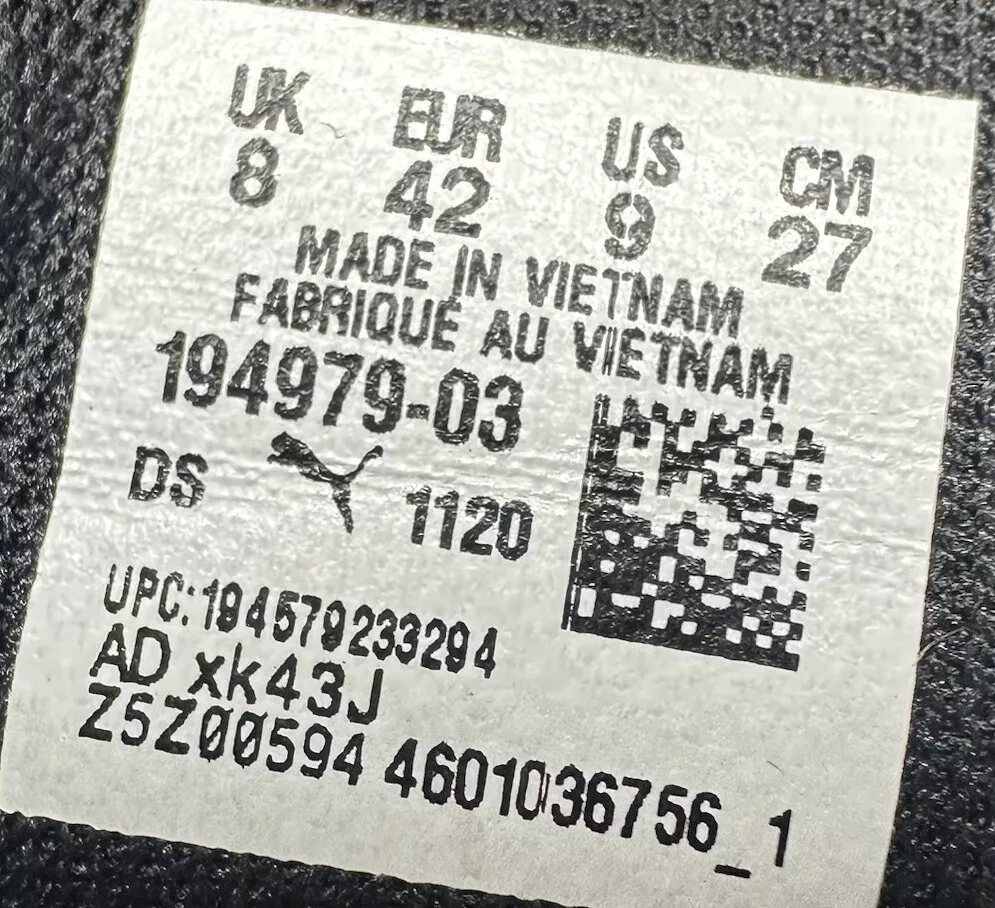 UK EUR US CM
8 42 9 27
MADE IN VIETNAM
FABRIQUÉ AU VIETNAM
194979-03
DS 1120
UPC:194579233294
AD xk43J
Z5Z00594 4601036756_1